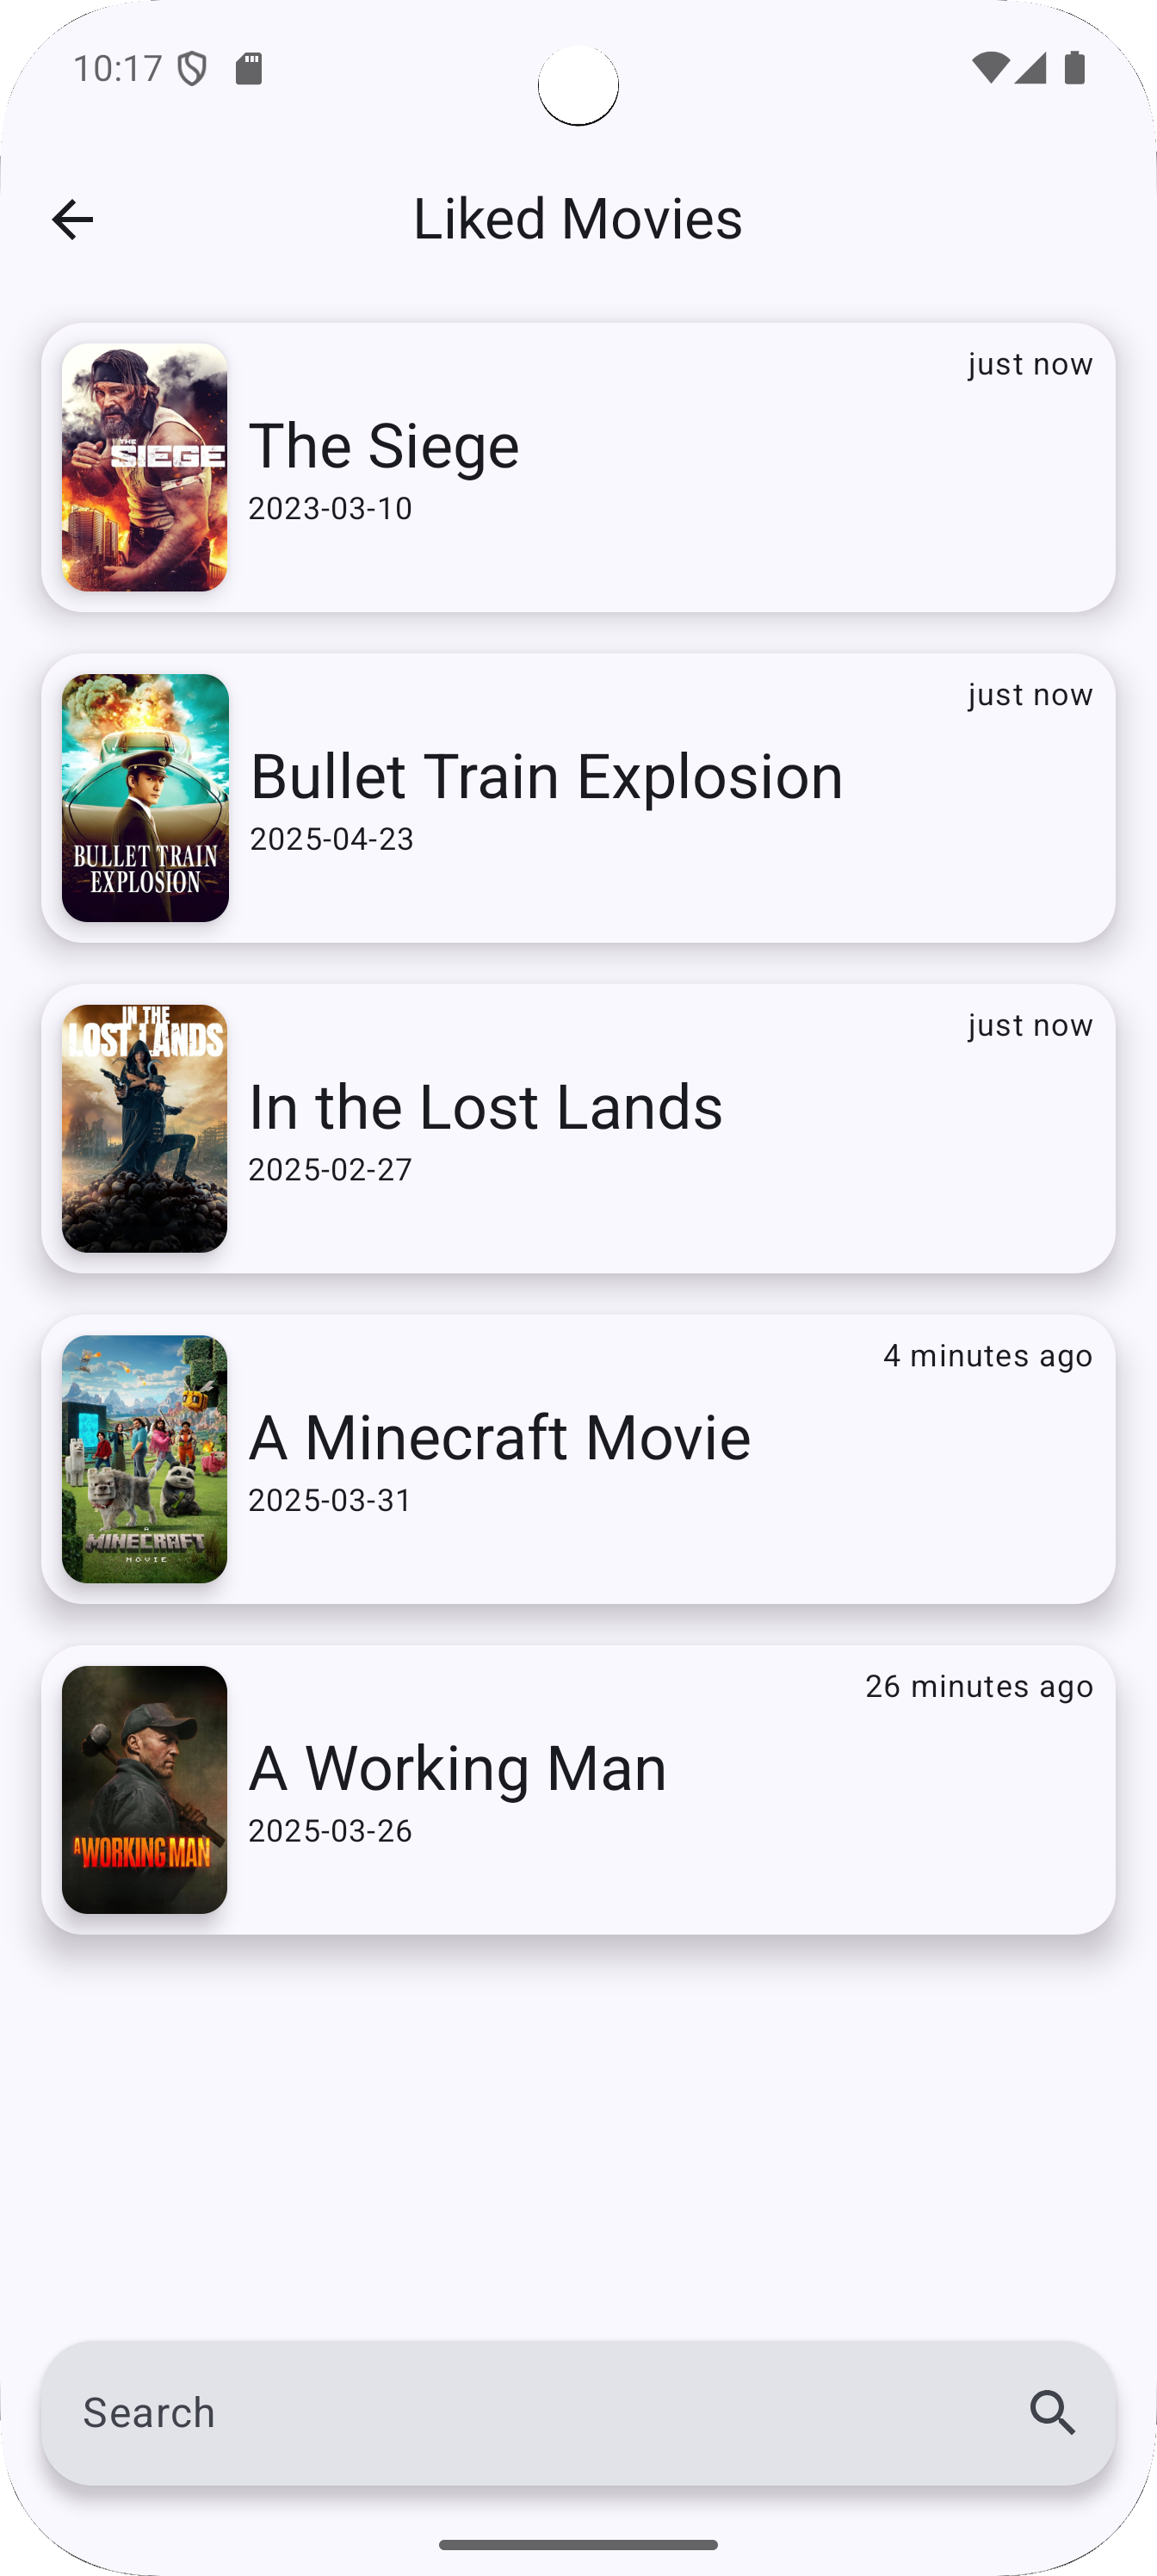 10:17
Liked Movies
just now
THE
SIEGE
The Siege
2023-03-10
just now
BULLET TRAIN
EXPLOSION
Bullet Train Explosion
2025-04-23
just now
IN THE
LOST LANDS
In the Lost Lands
2025-02-27
4 minutes ago
A
MINECRAFT
MOVIE
A Minecraft Movie
2025-03-31
26 minutes ago
A WORKING MAN
A Working Man
2025-03-26
Search